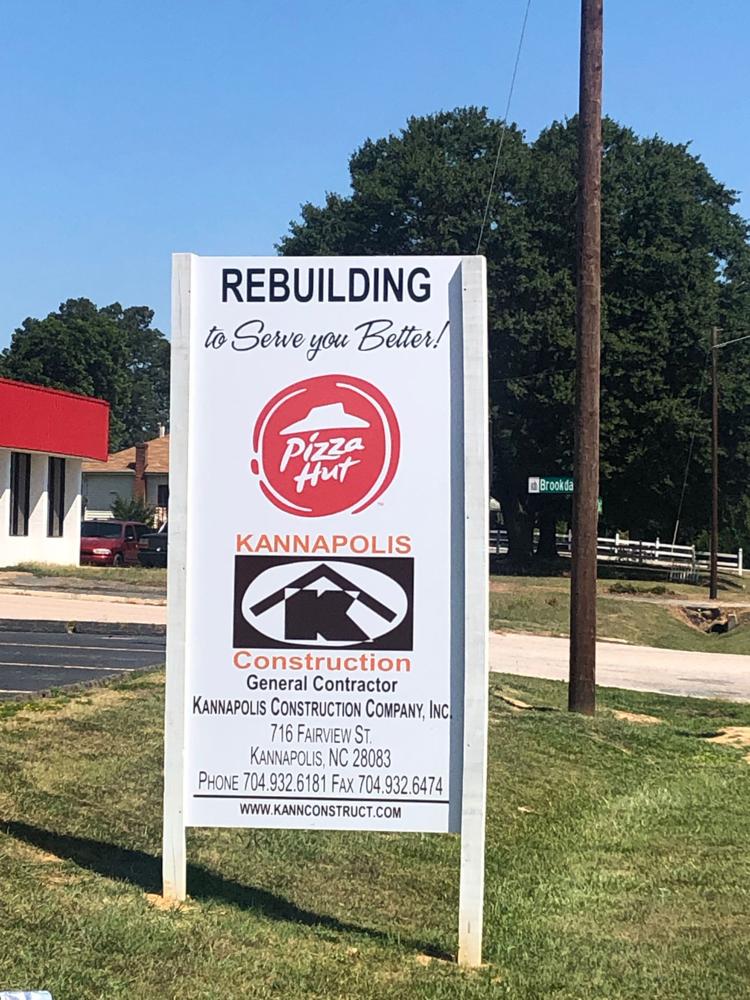 REBUILDING
to Serve you Better!
Pizza
Hut
KANNAPOLIS
K
Construction
General Contractor
KANNAPOLIS CONSTRUCTION COMPANY, INC.
716 FAIRVIEW ST.
KANNAPOLIS, NC 28083
PHONE 704.932.6181 FAX 704.932.6474
WWW.KANNCONSTRUCT.COM
Brookda